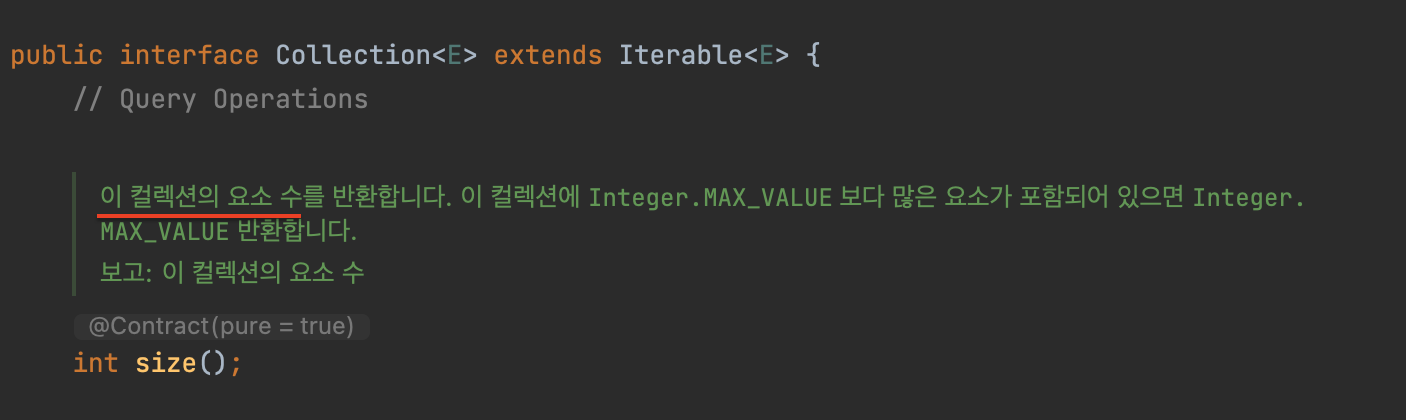 public interface Collection<E> extends Iterable<E> {
// Query Operations
이 컬렉션의 요소 수를 반환합니다. 이 컬렉션에 Integer.MAX_VALUE 보다 많은 요소가 포함되어 있으면 Integer.
MAX_VALUE 반환합니다.
보고: 이 컬렉션의 요소 수
@Contract(pure = true)
int size();